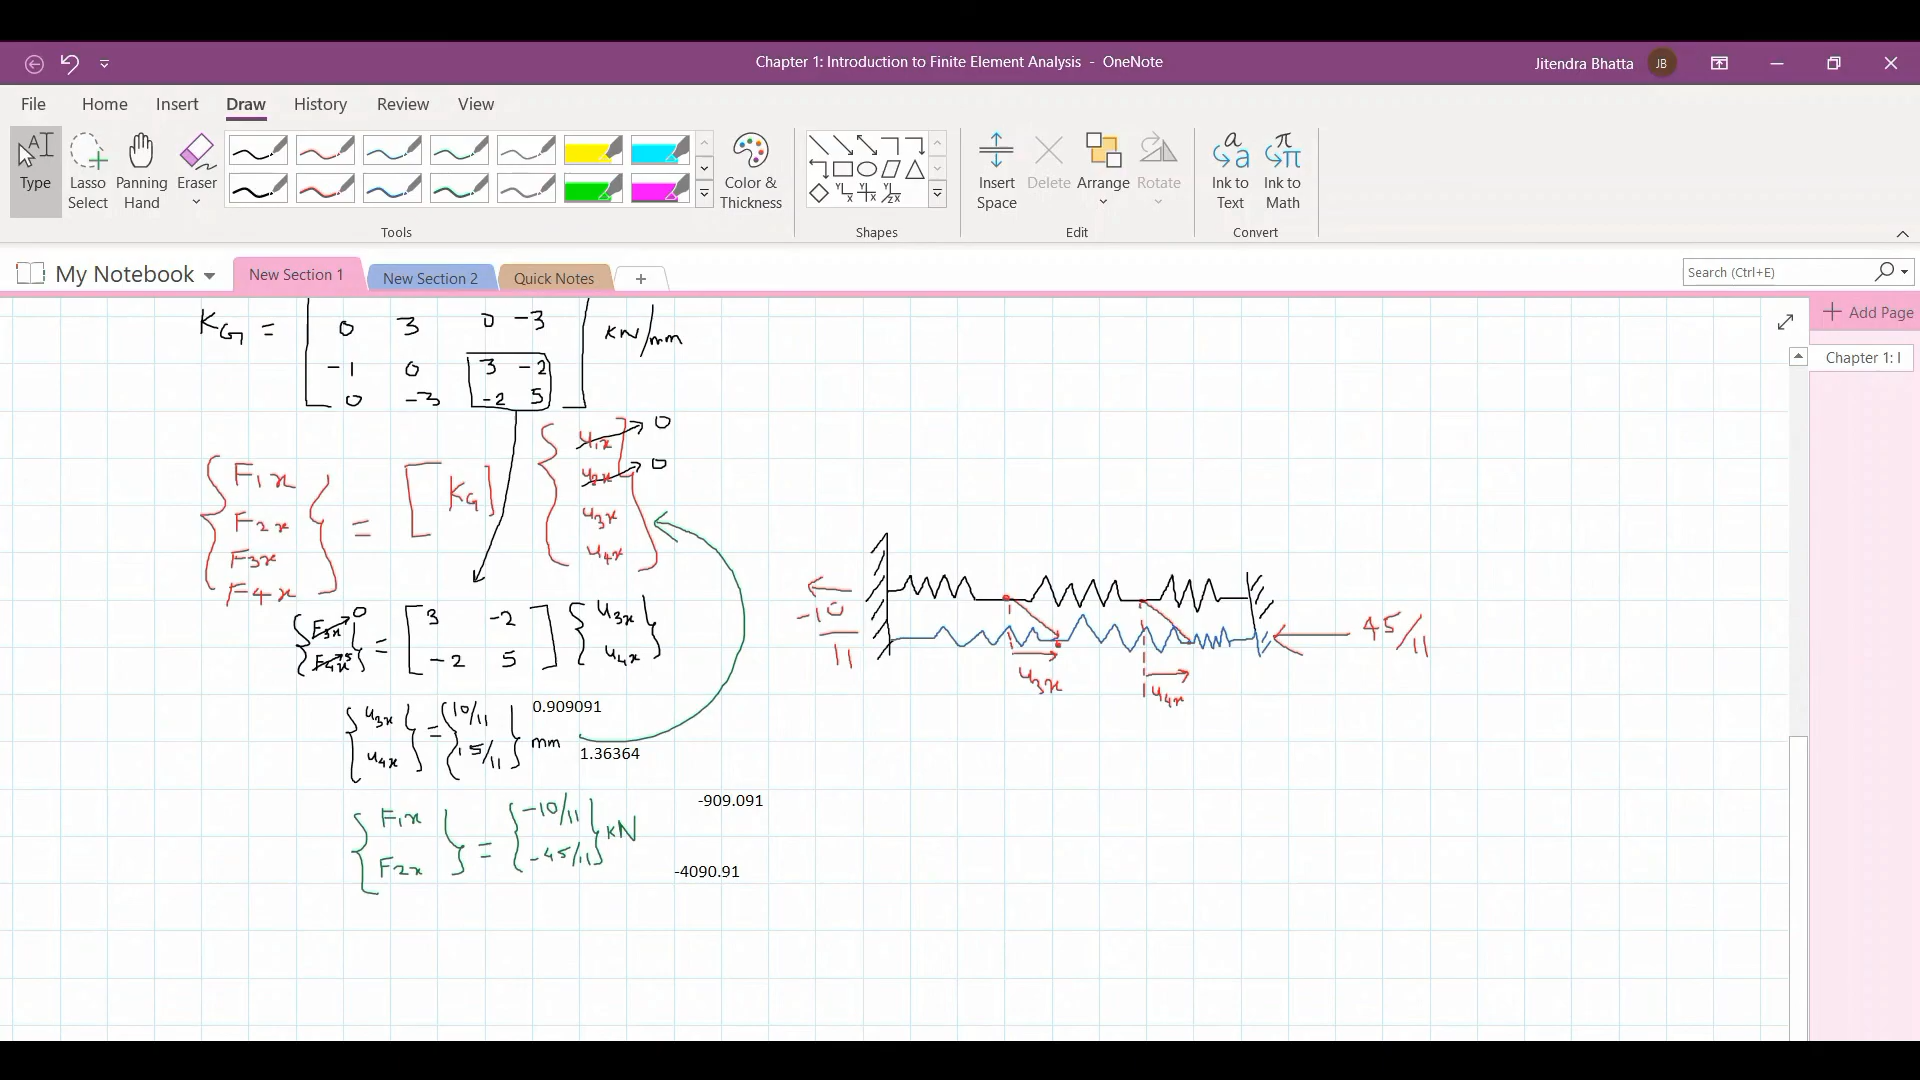 Chapter 1: Introduction to Finite Element Analysis - OneNote
Jitendra Bhatta JB
File Home Insert Draw History Review View
Type Lasso Select Panning Hand Eraser
Color & Thickness
Insert Space Delete Arrange Rotate
Ink to Text Ink to Math
Tools Shapes Edit Convert
My Notebook New Section 1 New Section 2 Quick Notes +
Search (Ctrl+E)
Add Page
Chapter 1: I
KG = 0 3 0 -3 kN/mm
-1 0 3 -2
0 -3 -2 5
u1x 0
u2x 0
u3x
u4x
F1x
F2x
F3x
F4x
= [KG]
F3x 0
F4x 5
= 3 -2
-2 5
u3x
u4x
u3x = 10/11 0.909091
u4x 15/11 mm 1.36364
F1x = -10/11 kN -909.091
F2x -45/11 -4090.91
-10
11
45/11
u3x
u4x